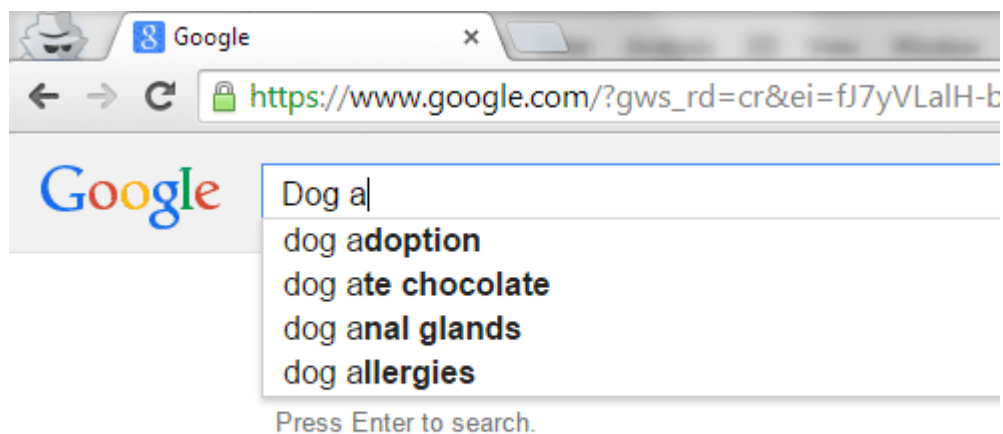 Google
https://www.google.com/?gws_rd=cr&ei=fJ7yVLalH-b
Google
Dog a
dog adoption
dog ate chocolate
dog anal glands
dog allergies
Press Enter to search.